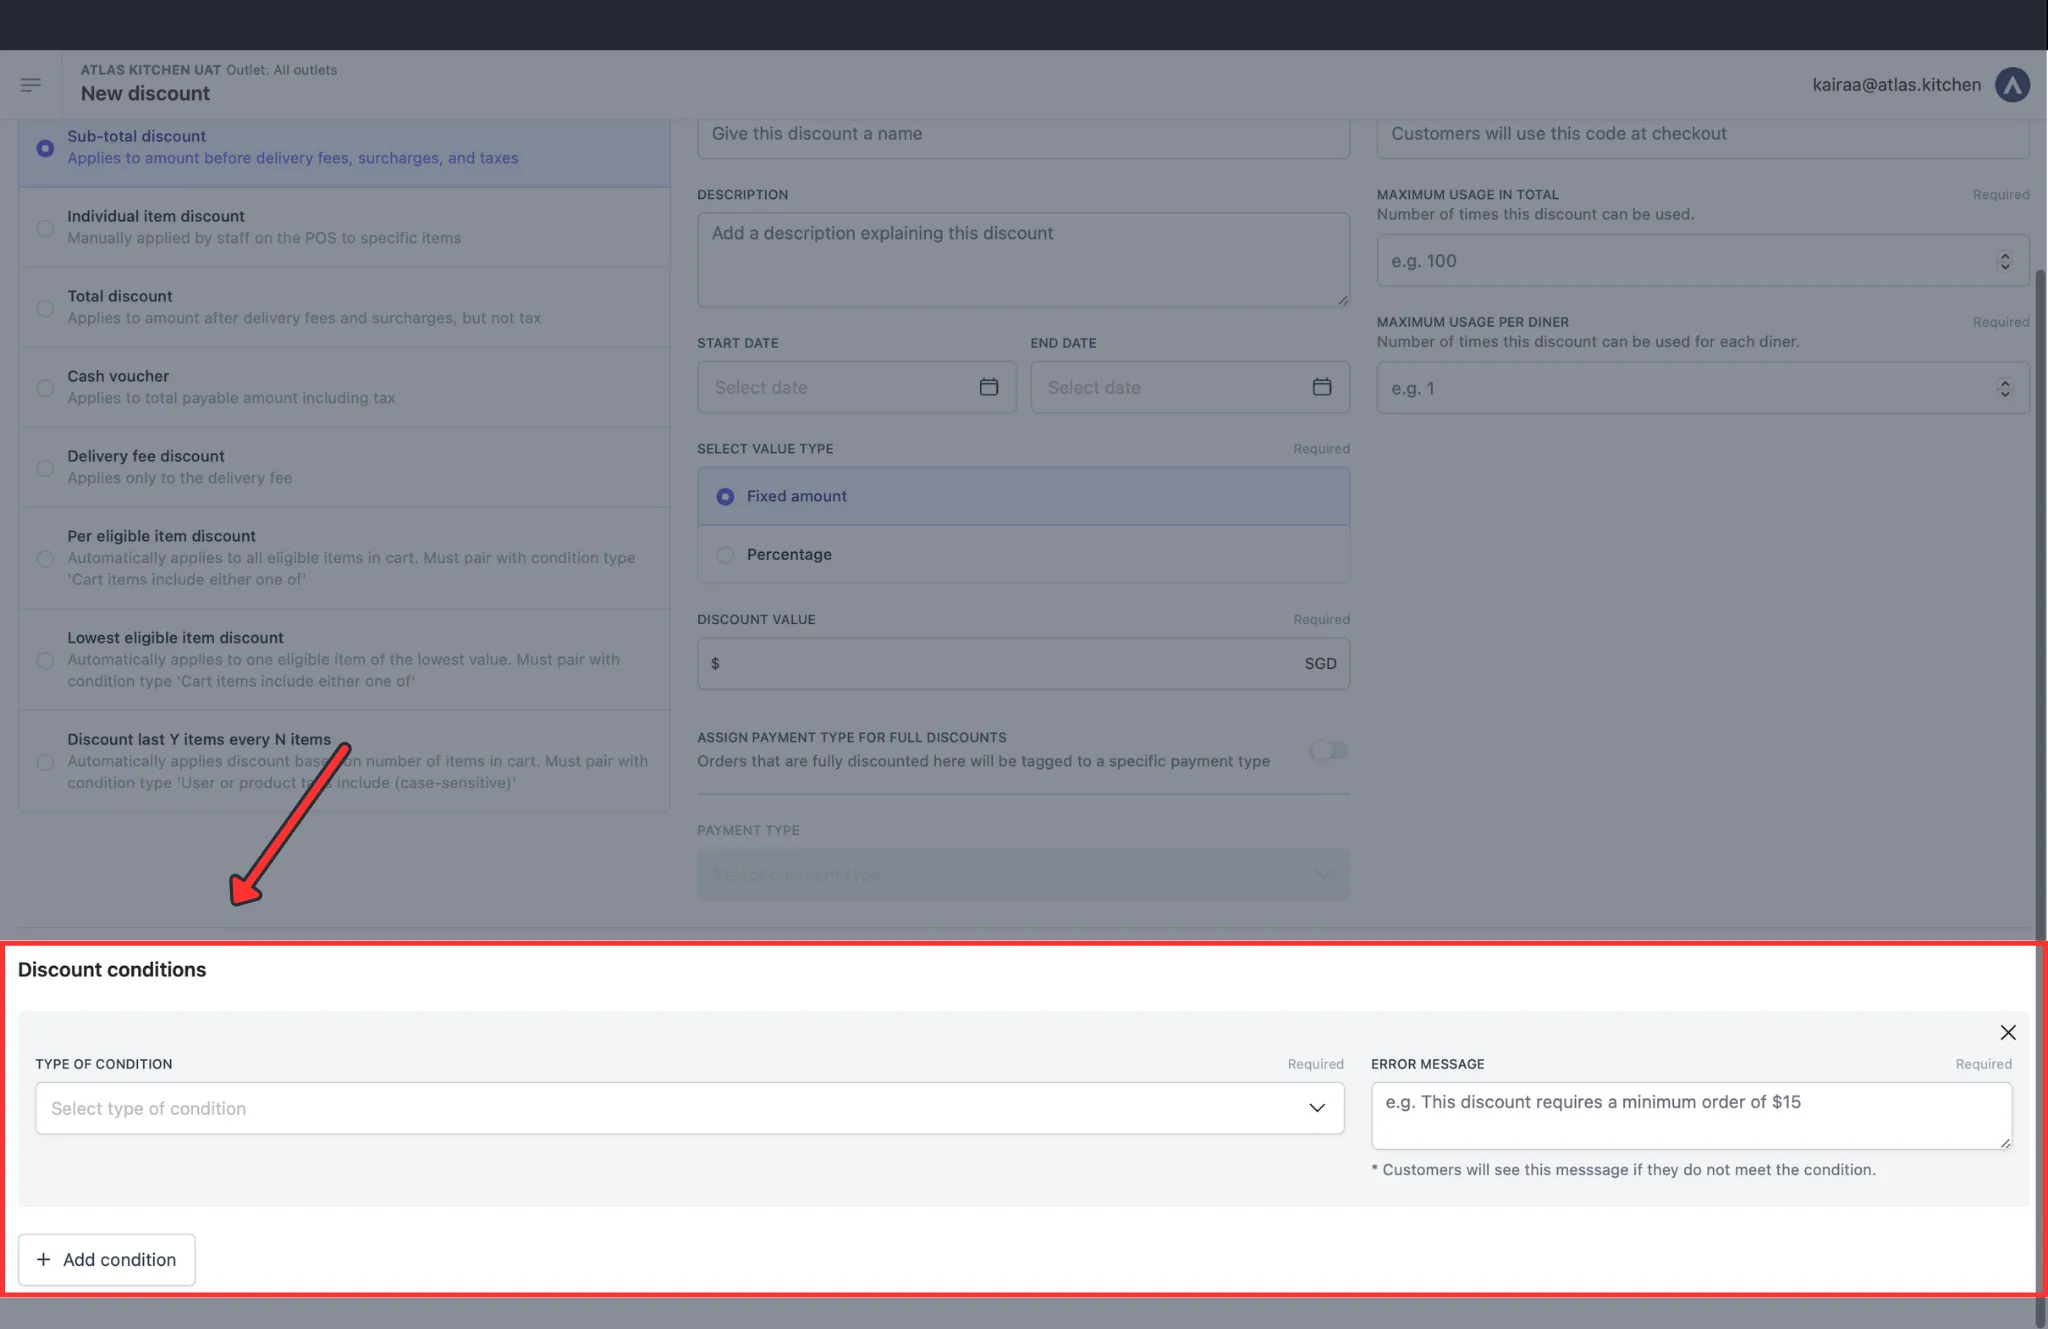 ATLAS KITCHEN UAT Outlet: All outlets
New discount
kairaa@atlas.kitchen
Sub-total discount
Applies to amount before delivery fees, surcharges, and taxes
Individual item discount
Manually applied by staff on the POS to specific items
Total discount
Applies to amount after delivery fees and surcharges, but not tax
Cash voucher
Applies to total payable amount including tax
Delivery fee discount
Applies only to the delivery fee
Per eligible item discount
Automatically applies to all eligible items in cart. Must pair with condition type
'Cart items include either one of'
Lowest eligible item discount
Automatically applies to one eligible item of the lowest value. Must pair with
condition type 'Cart items include either one of'
Discount last Y items every N items
Automatically applies discount based on number of items in cart. Must pair with
condition type 'User or product tags include (case-sensitive)'
Give this discount a name
DESCRIPTION
Add a description explaining this discount
START DATE
END DATE
Select date
Select date
SELECT VALUE TYPE Required
Fixed amount
Percentage
DISCOUNT VALUE Required
$ SGD
ASSIGN PAYMENT TYPE FOR FULL DISCOUNTS
Orders that are fully discounted here will be tagged to a specific payment type
PAYMENT TYPE
Select payment type
Customers will use this code at checkout
MAXIMUM USAGE IN TOTAL Required
Number of times this discount can be used.
e.g. 100
MAXIMUM USAGE PER DINER Required
Number of times this discount can be used for each diner.
e.g. 1
Discount conditions
TYPE OF CONDITION Required
Select type of condition
ERROR MESSAGE Required
e.g. This discount requires a minimum order of $15
* Customers will see this messsage if they do not meet the condition.
+ Add condition